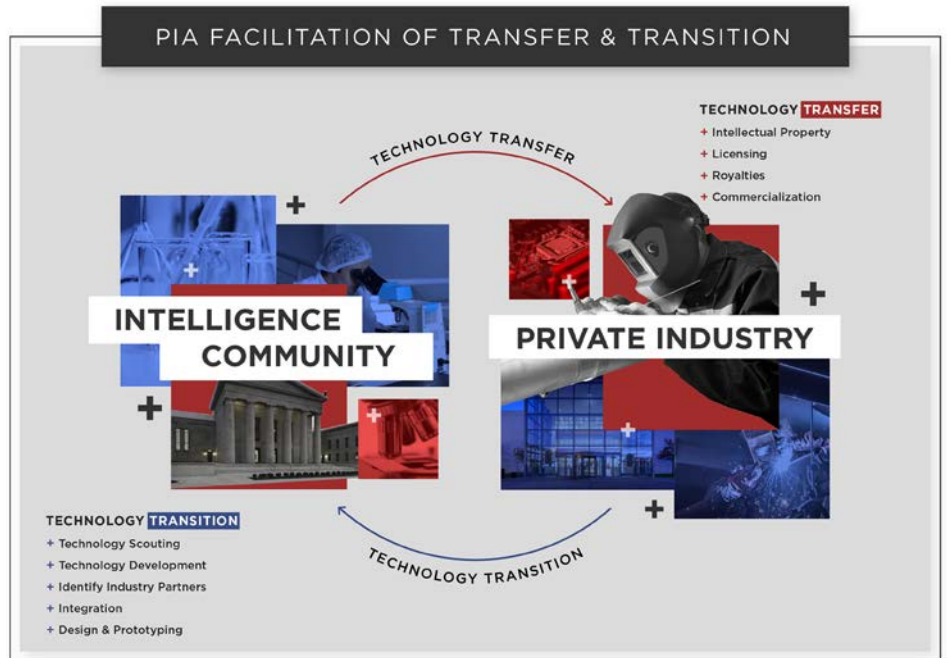 PIA FACILITATION OF TRANSFER & TRANSITION
TECHNOLOGY TRANSFER
+ Intellectual Property
+ Licensing
+ Royalties
+ Commercialization
TECHNOLOGY TRANSFER
INTELLIGENCE
COMMUNITY
PRIVATE INDUSTRY
TECHNOLOGY TRANSITION
+ Technology Scouting
+ Technology Development
+ Identify Industry Partners
+ Integration
+ Design & Prototyping
TECHNOLOGY TRANSITION